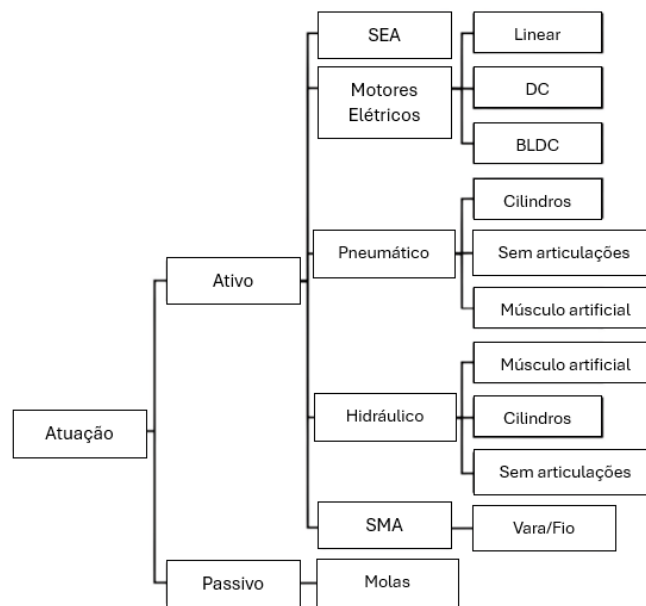 SEA
Linear
Motores
Elétricos
DC
BLDC
Cilindros
Pneumático
Sem articulações
Ativo
Músculo artificial
Músculo artificial
Hidráulico
Cilindros
Atuação
Sem articulações
SMA
Vara/Fio
Passivo
Molas